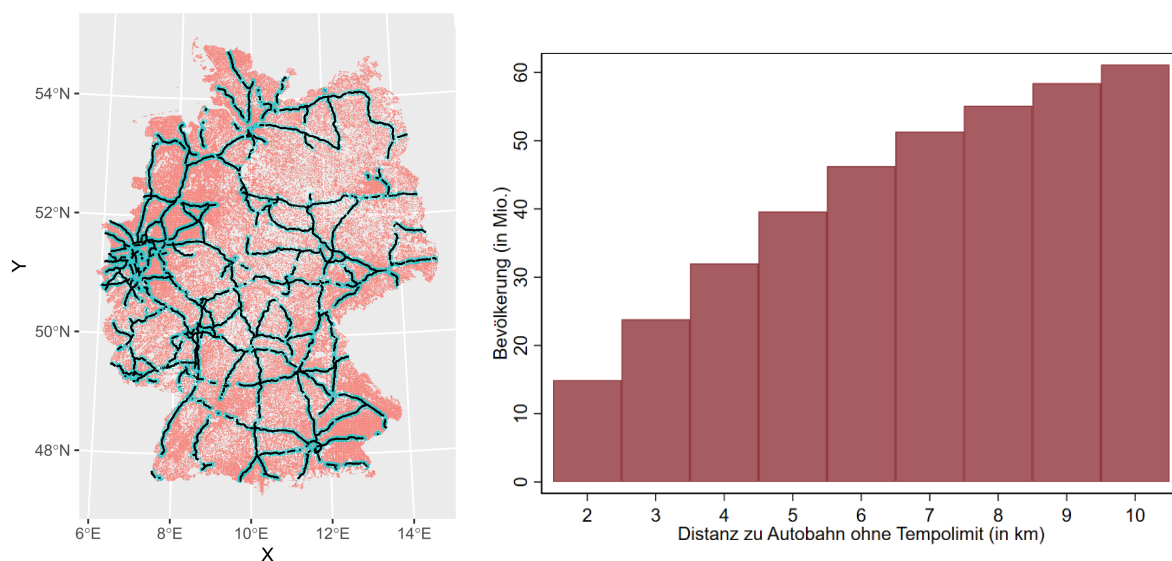 54°N
52°N
50°N
48°N
Y
6°E 8°E 10°E 12°E 14°E
X
Bevölkerung (in Mio.)
60
50
40
30
20
10
0
2 3 4 5 6 7 8 9 10
Distanz zu Autobahn ohne Tempolimit (in km)